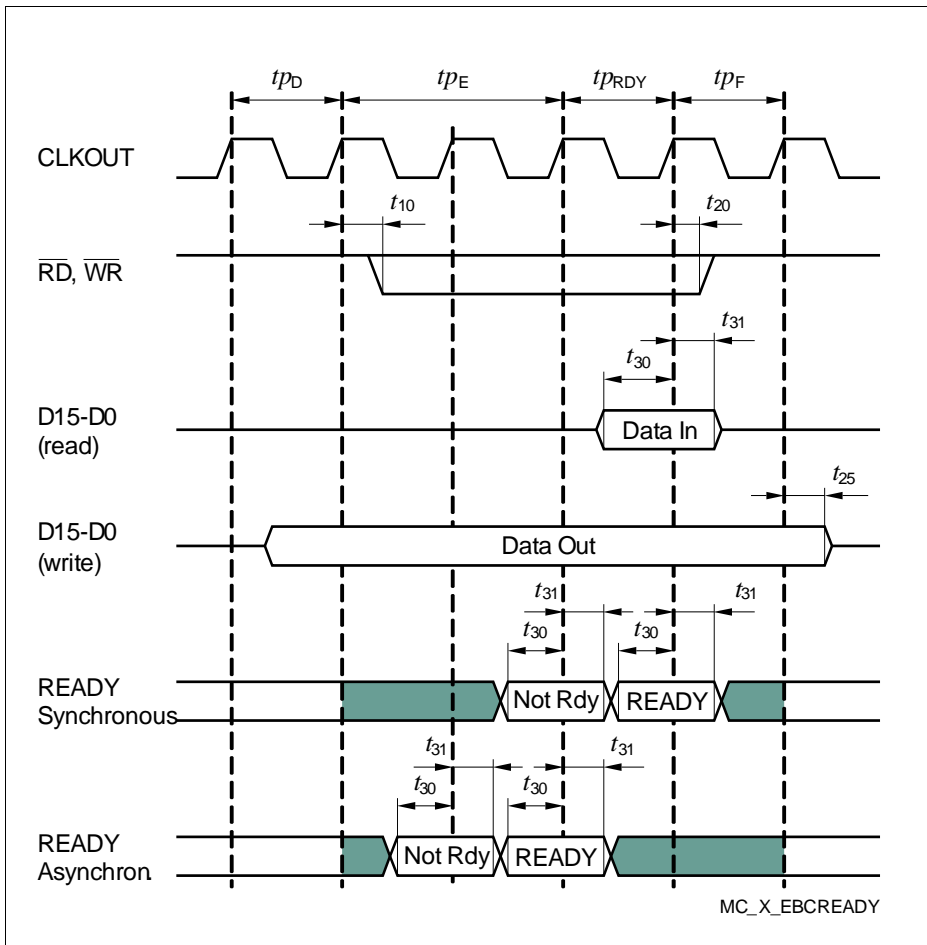 tpD tpE tpRDY tpF
CLKOUT
t10 t20
RD, WR
t31
t30
D15-D0
(read)
Data In
t25
D15-D0
(write)
Data Out
t31 t31
t30 t30
READY
Synchronous
Not Rdy READY
t31 t31
t30 t30
READY
Asynchron.
Not Rdy READY
MC_X_EBCREADY